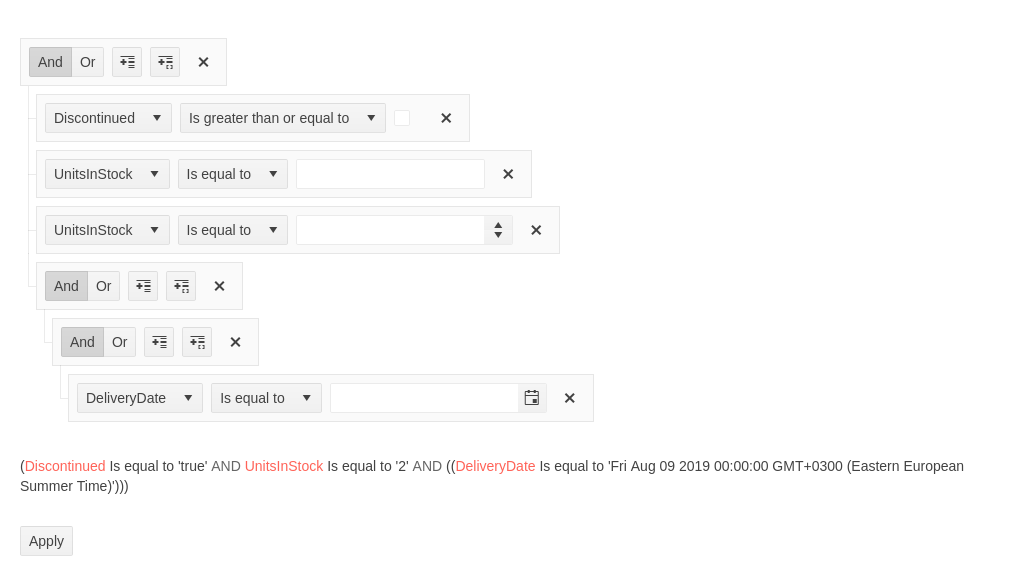 And Or
Discontinued Is greater than or equal to
UnitsInStock Is equal to
UnitsInStock Is equal to
And Or
And Or
DeliveryDate Is equal to
(Discontinued Is equal to 'true' AND UnitsInStock Is equal to '2' AND ((DeliveryDate Is equal to 'Fri Aug 09 2019 00:00:00 GMT+0300 (Eastern European
Summer Time)')))
Apply